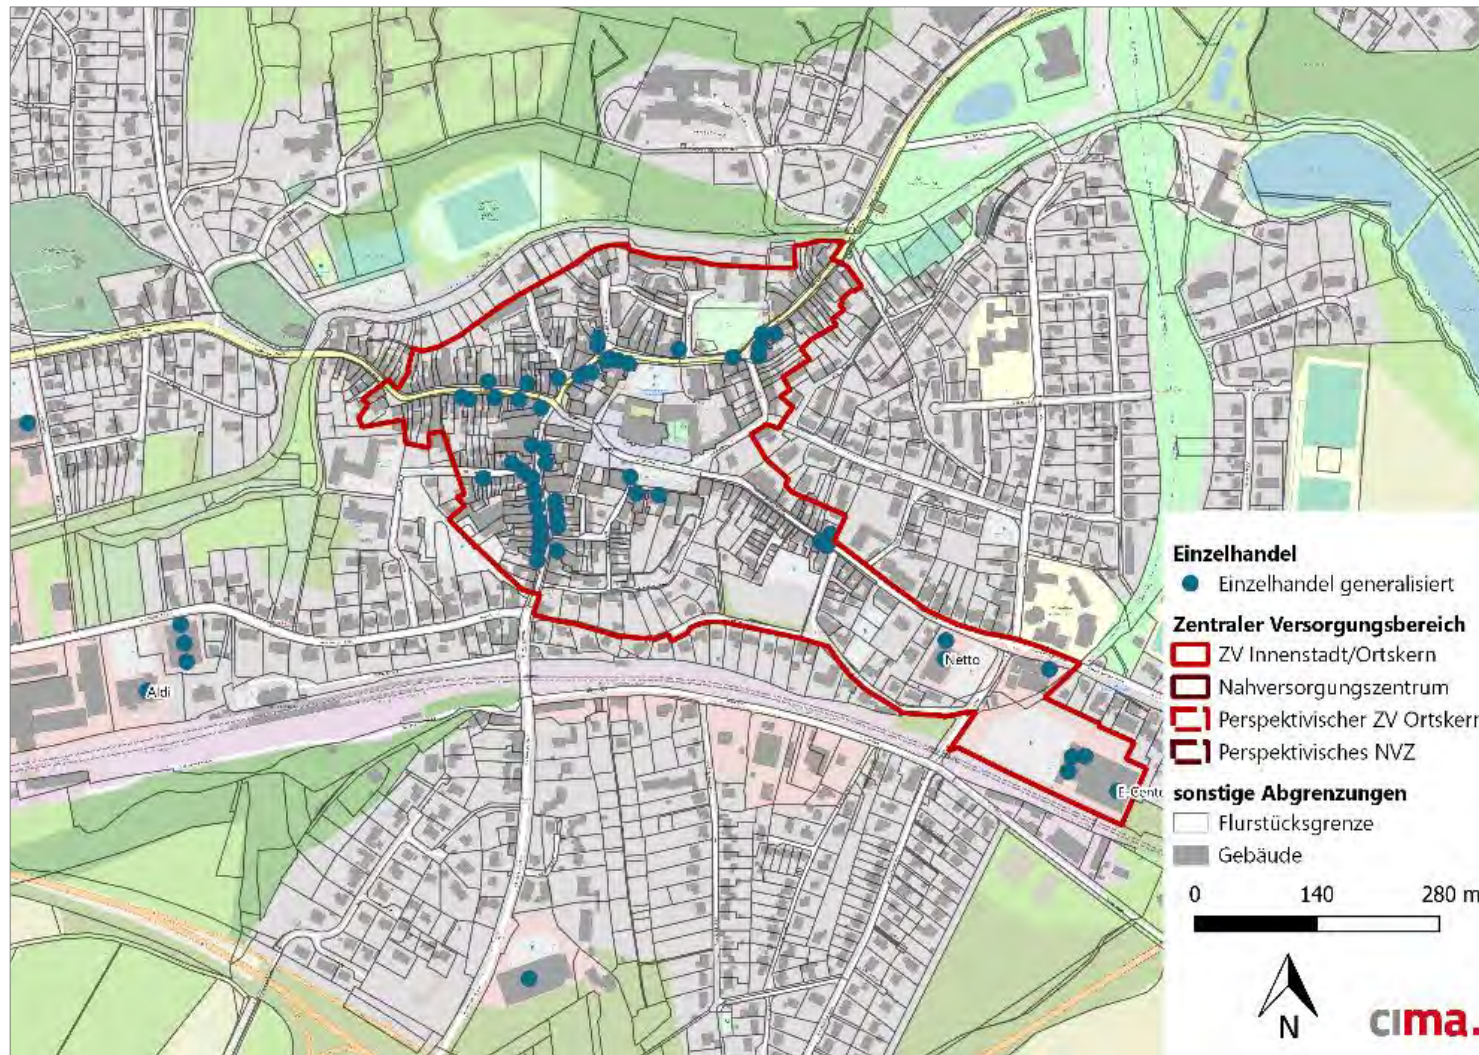 Netto
Aldi
E-Cente
Einzelhandel
Einzelhandel generalisiert
Zentraler Versorgungsbereich
ZV Innenstadt/Ortskern
Nahversorgungszentrum
Perspektivischer ZV Ortskern
Perspektivisches NVZ
sonstige Abgrenzungen
Flurstücksgrenze
Gebäude
0 140 280 m
N
cima.